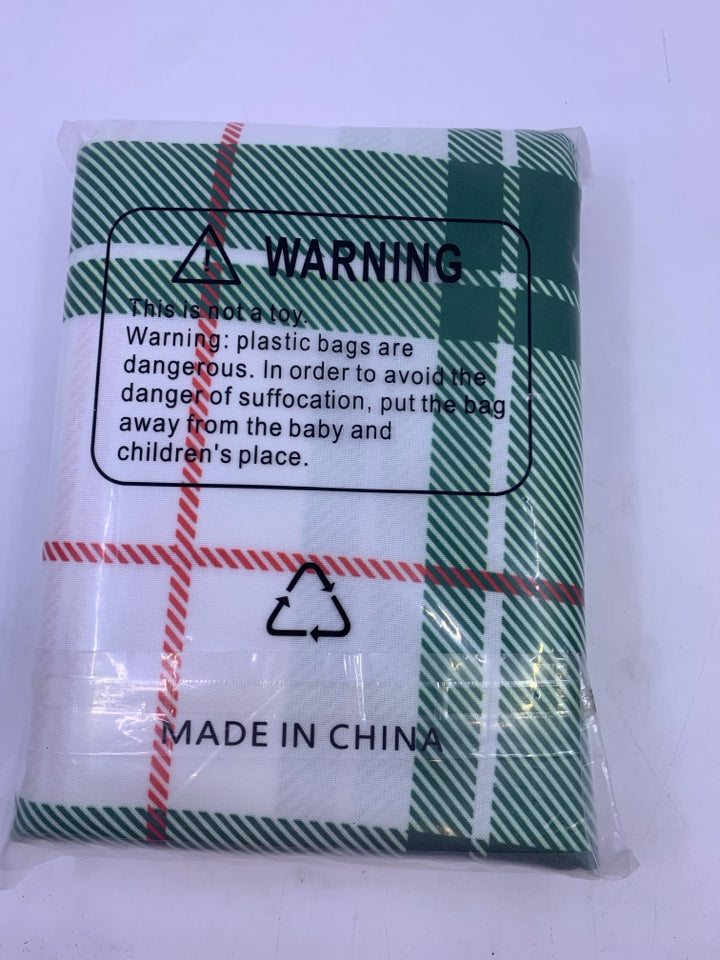 WARNING
This is not a toy.
Warning: plastic bags are
dangerous. In order to avoid the
danger of suffocation, put the bag
away from the baby and
children's place.
MADE IN CHINA